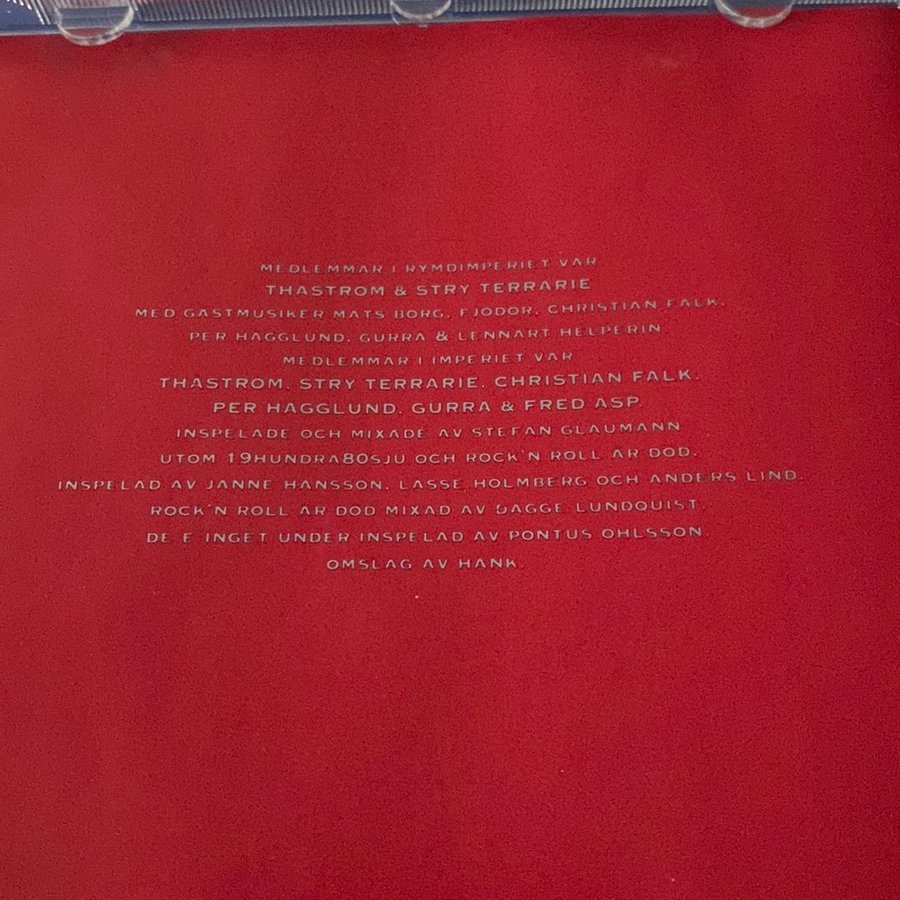 MEDLEMMAR I RYMDIMPERIET VAR
THASTROM & STRY TERRARIE
MED GASTMUSIKER MATS BORG, FJODOR, CHRISTIAN FALK,
PER HAGGLUND, GURRA & LENNART HELPERIN.
MEDLEMMAR I IMPERIET VAR
THASTROM, STRY TERRARIE, CHRISTIAN FALK,
PER HAGGLUND, GURRA & FRED ASP.
INSPELADE OCH MIXADE AV STEFAN GLAUMANN
UTOM 19HUNDRA80SJU OCH ROCK'N ROLL AR DOD,
INSPELAD AV JANNE HANSSON, LASSE HOLMBERG OCH ANDERS LIND.
ROCK'N ROLL AR DOD MIXAD AV DAGGE LUNDQUIST.
DE E INGET UNDER INSPELAD AV PONTUS OHLSSON.
OMSLAG AV HANK.